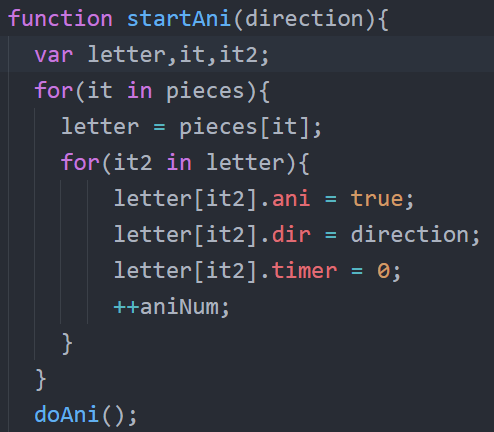 function startAni(direction){
var letter,it,it2;
for(it in pieces){
letter = pieces[it];
for(it2 in letter){
letter[it2].ani = true;
letter[it2].dir = direction;
letter[it2].timer = 0;
++aniNum;
}
}
doAni();